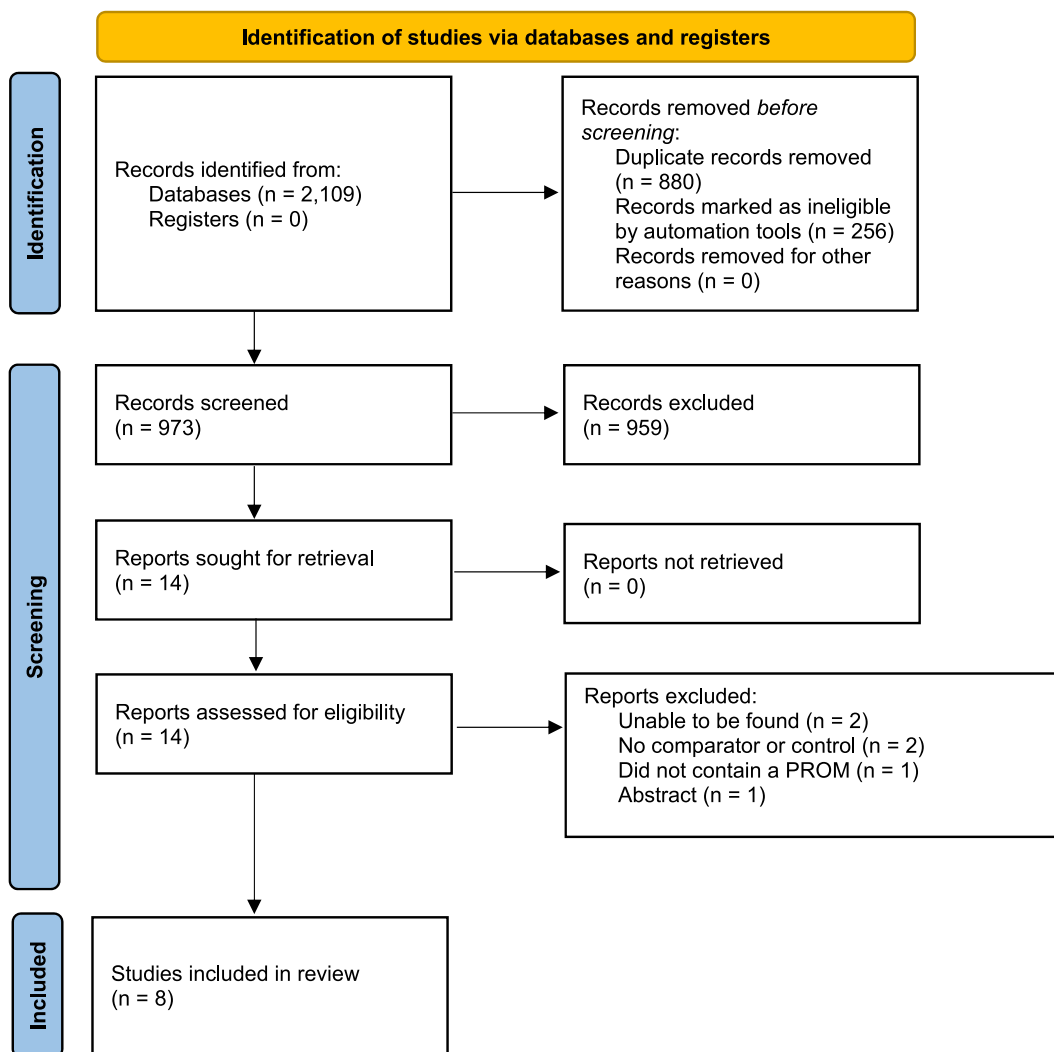 Identification of studies via databases and registers
Identification
Records identified from:
Databases (n = 2,109)
Registers (n = 0)
Records removed before
screening:
Duplicate records removed
(n = 880)
Records marked as ineligible
by automation tools (n = 256)
Records removed for other
reasons (n = 0)
Screening
Records screened
(n = 973)
Records excluded
(n = 959)
Reports sought for retrieval
(n = 14)
Reports not retrieved
(n = 0)
Reports assessed for eligibility
(n = 14)
Reports excluded:
Unable to be found (n = 2)
No comparator or control (n = 2)
Did not contain a PROM (n = 1)
Abstract (n = 1)
Included
Studies included in review
(n = 8)